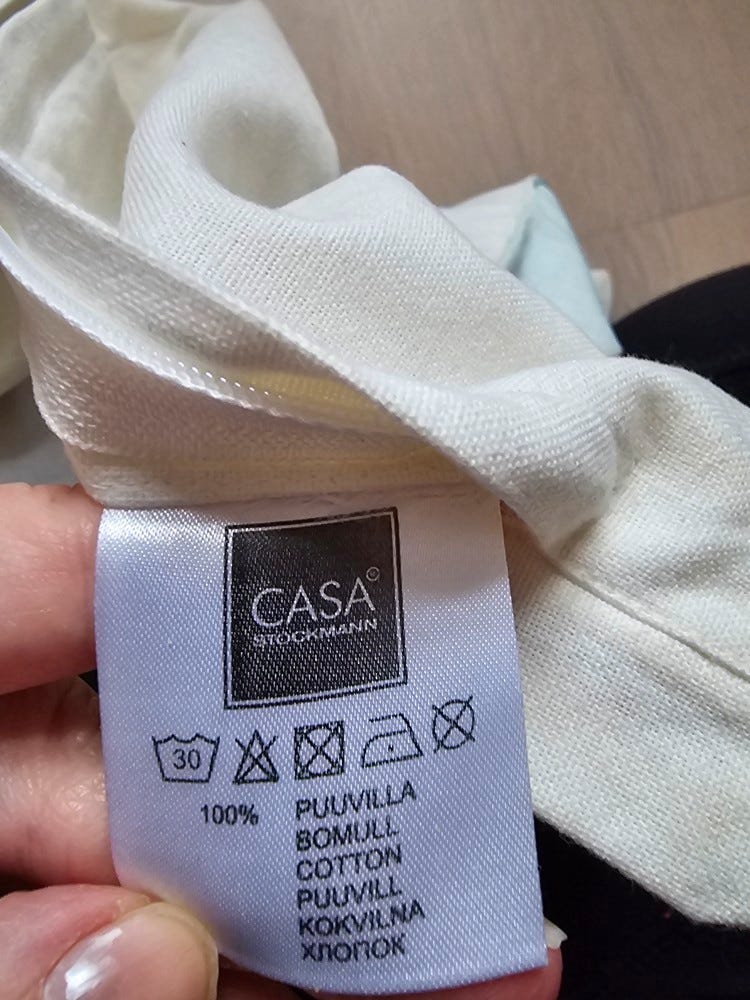 CASA®
STOCKMANN
30
100% PUUVILLA
BOMULL
COTTON
PUUVILL
KOKVILNA
ХЛОПОК